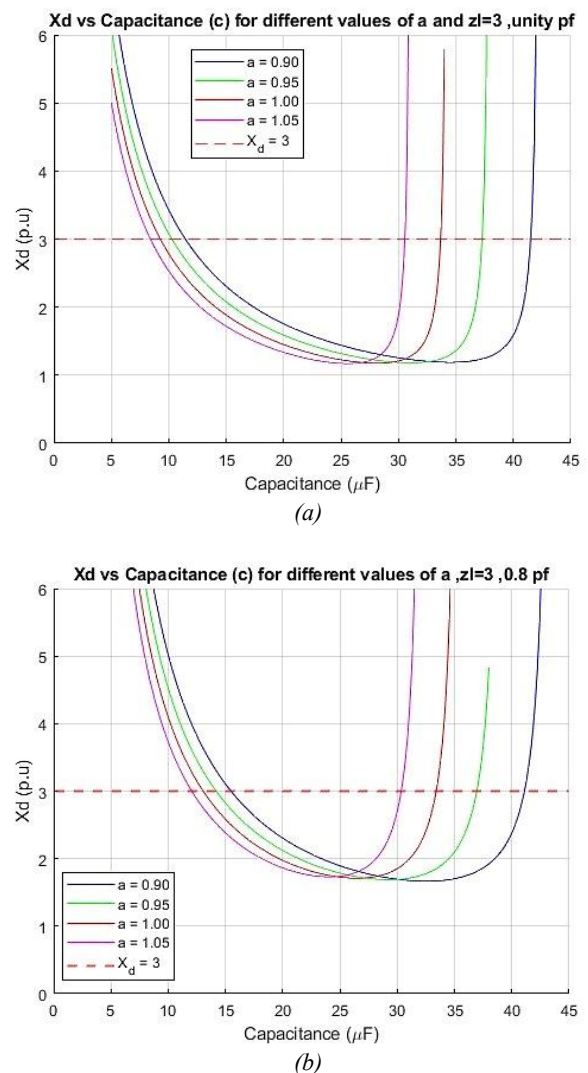 Xd vs Capacitance (c) for different values of a and zl=3 ,unity pf
6
5
4
3
2
1
0
Xd (p.u)
a = 0.90
a = 0.95
a = 1.00
a = 1.05
X_d = 3
0 5 10 15 20 25 30 35 40 45
Capacitance (μF)
(a)
Xd vs Capacitance (c) for different values of a ,zl=3 ,0.8 pf
6
5
4
3
2
1
0
Xd (p.u)
a = 0.90
a = 0.95
a = 1.00
a = 1.05
X_d = 3
0 5 10 15 20 25 30 35 40 45
Capacitance (μF)
(b)